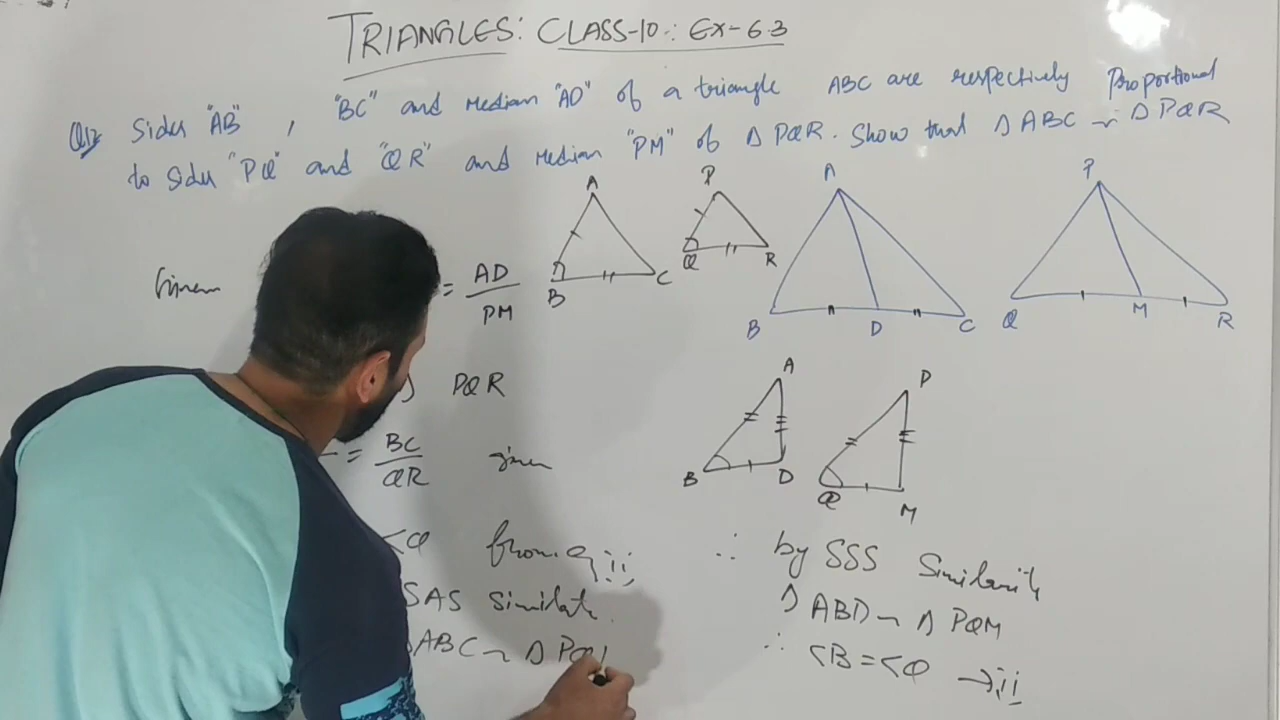 TRIANGLES: CLASS-10: EX-6.3
Q12 Sides "AB", "BC" and Median "AD" of a triangle ABC are respectively Proportional
to Sides "PQ" and "QR" and Median "PM" of Δ PQR. Show that Δ ABC ~ Δ PQR
A
B
C
P
Q
R
A
B
D
C
P
Q
M
R
Given = AD / PM
PQR
= BC / QR given
<Q from eq ii
SAS Similarity
ABC ~ Δ PQ
A
B
D
P
Q
M
∴ by SSS Similarity
Δ ABD ~ Δ PQM
∴ <B = <Q → ii